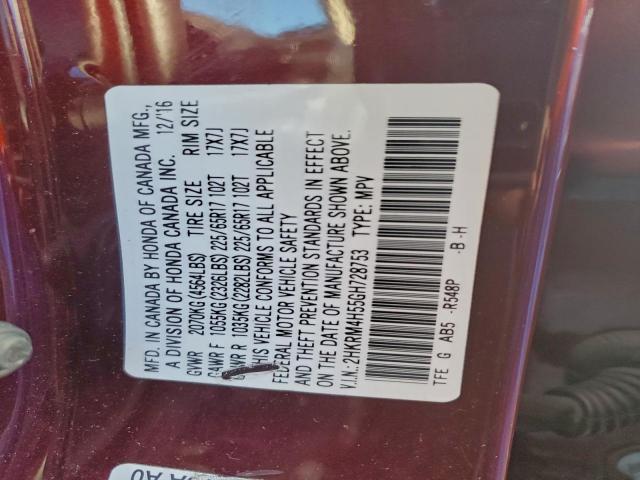 MFD. IN CANADA BY HONDA OF CANADA MFG.,
A DIVISION OF HONDA CANADA INC. 12/16
GVWR 2070KG(4564LBS) TIRE SIZE RIM SIZE
GAWR F 1055KG(2326LBS) 225/65R17 102T 17X7J
GAWR R 1035KG(2282LBS) 225/65R17 102T 17X7J
THIS VEHICLE CONFORMS TO ALL APPLICABLE
FEDERAL MOTOR VEHICLE SAFETY
AND THEFT PREVENTION STANDARDS IN EFFECT
ON THE DATE OF MANUFACTURE SHOWN ABOVE.
V.I.N.: 2HKRM4H55GH728753 TYPE: MPV
TFE G AB5 -R548P -B -H